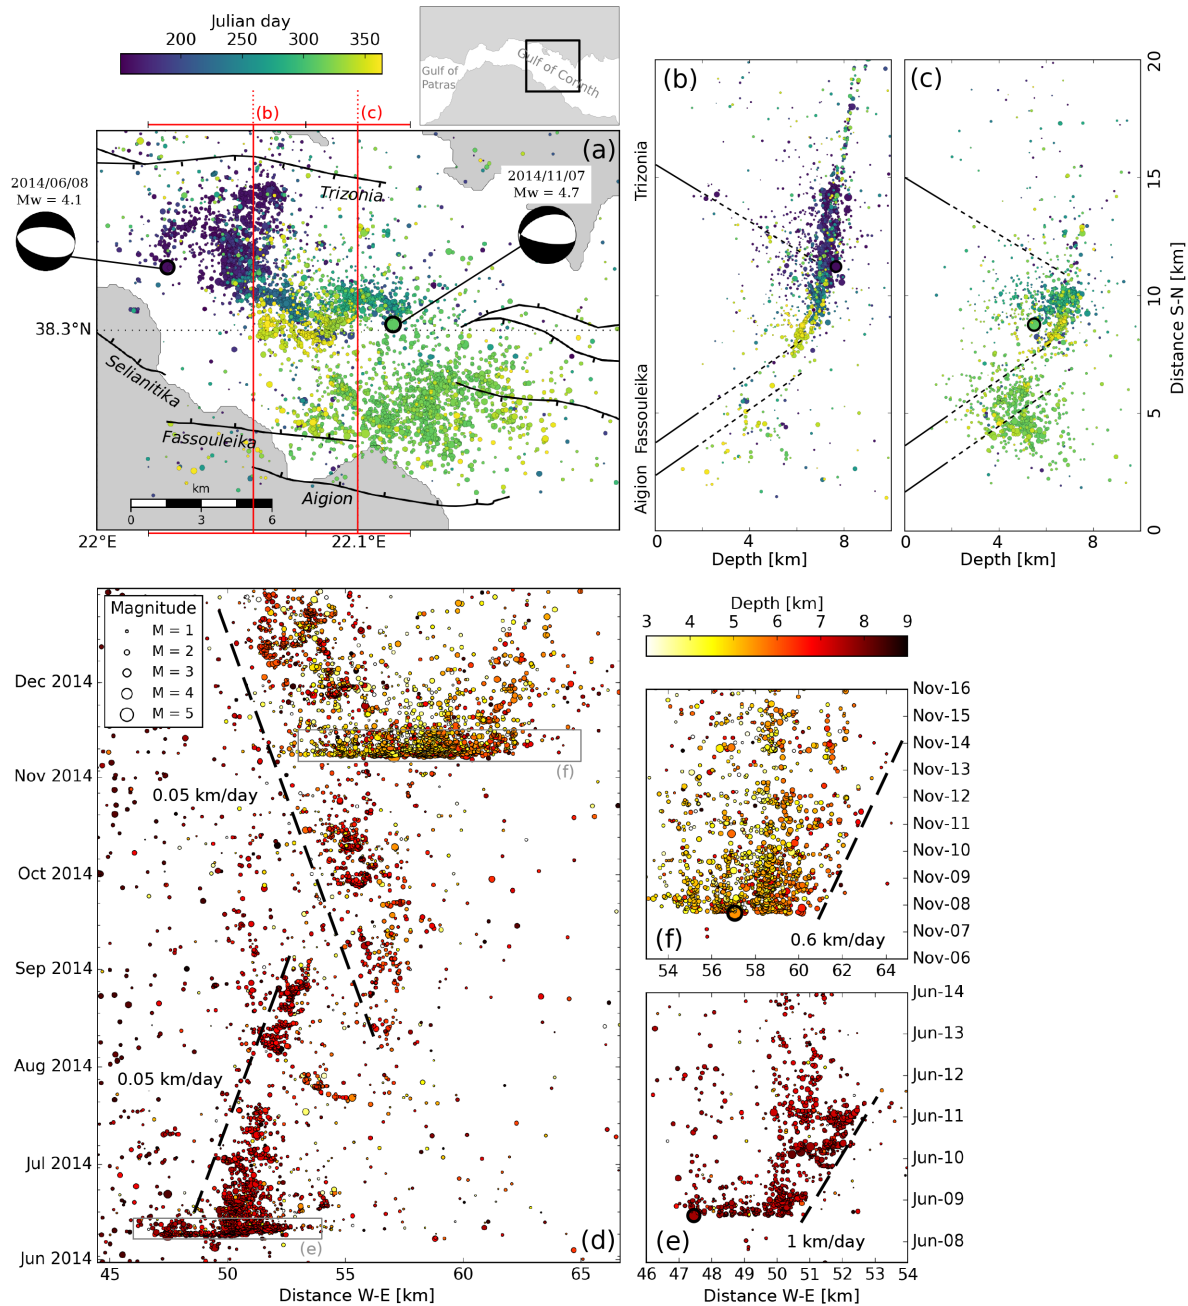 Julian day
200 250 300 350
Gulf of
Patras
Gulf of Corinth
(b)
(c)
(a)
2014/06/08
Mw = 4.1
2014/11/07
Mw = 4.7
Trizonia
38.3°N
Selianitika
Fassouleika
Aigion
km
0 3 6
22°E
22.1°E
(b)
Trizonia
Fassouleika
Aigion
0 4 8
Depth [km]
(c)
0 4 8
Depth [km]
20
15
10
5
0
Distance S-N [km]
Magnitude
M = 1
M = 2
M = 3
M = 4
M = 5
Dec 2014
Nov 2014
Oct 2014
Sep 2014
Aug 2014
Jul 2014
Jun 2014
0.05 km/day
0.05 km/day
(f)
(e)
(d)
45 50 55 60 65
Distance W-E [km]
Depth [km]
3 4 5 6 7 8 9
Nov-16
Nov-15
Nov-14
Nov-13
Nov-12
Nov-11
Nov-10
Nov-09
Nov-08
Nov-07
Nov-06
(f)
0.6 km/day
54 56 58 60 62 64
Jun-14
Jun-13
Jun-12
Jun-11
Jun-10
Jun-09
Jun-08
(e)
1 km/day
46 47 48 49 50 51 52 53 54
Distance W-E [km]